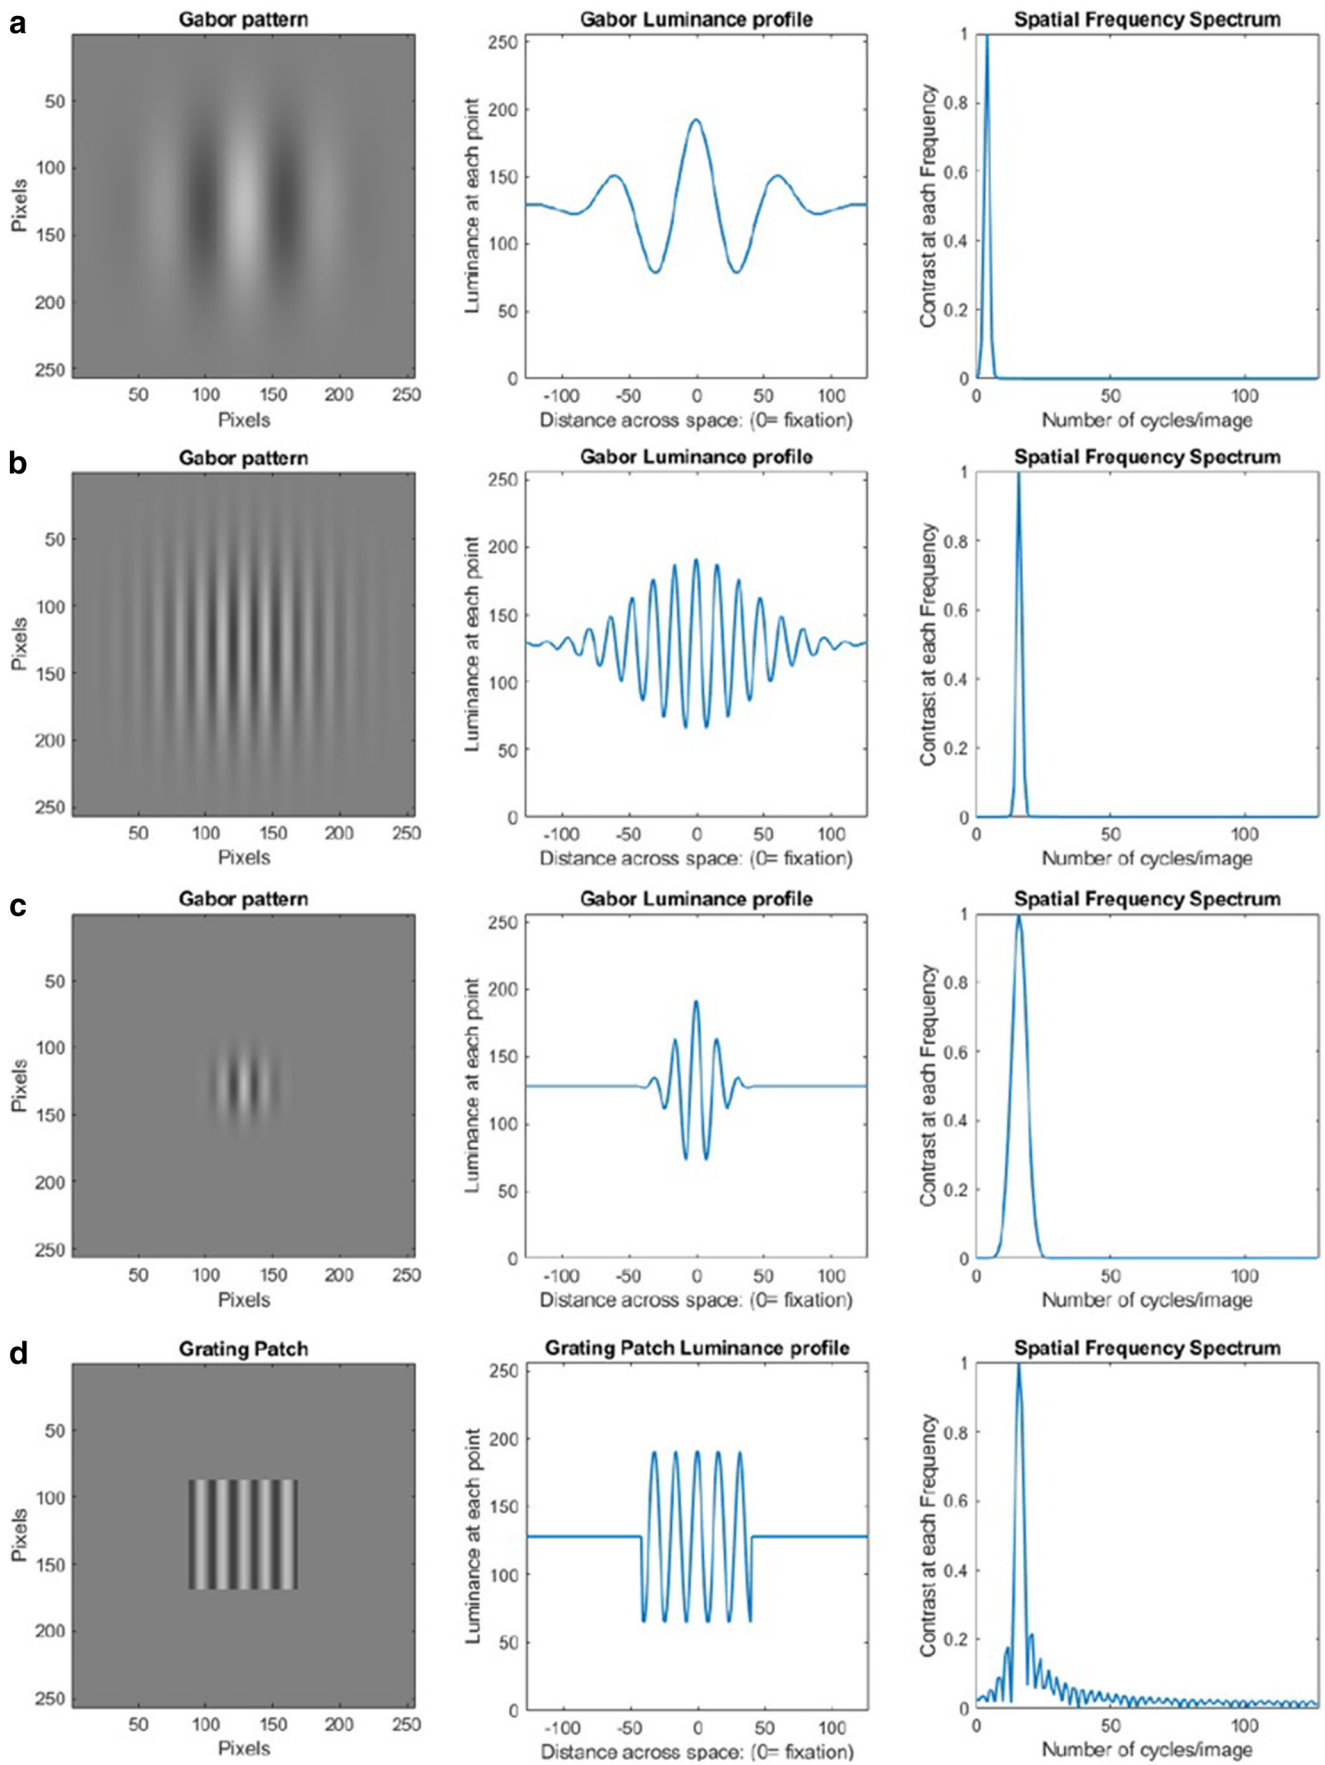 a
Gabor pattern
Gabor Luminance profile
Spatial Frequency Spectrum
Pixels
50
100
150
200
250
50 100 150 200 250
Pixels
Luminance at each point
250
200
150
100
50
0
-100 -50 0 50 100
Distance across space: (0= fixation)
Contrast at each Frequency
1
0.8
0.6
0.4
0.2
0
0 50 100
Number of cycles/image
b
Gabor pattern
Gabor Luminance profile
Spatial Frequency Spectrum
Pixels
50
100
150
200
250
50 100 150 200 250
Pixels
Luminance at each point
250
200
150
100
50
0
-100 -50 0 50 100
Distance across space: (0= fixation)
Contrast at each Frequency
1
0.8
0.6
0.4
0.2
0
0 50 100
Number of cycles/image
c
Gabor pattern
Gabor Luminance profile
Spatial Frequency Spectrum
Pixels
50
100
150
200
250
50 100 150 200 250
Pixels
Luminance at each point
250
200
150
100
50
0
-100 -50 0 50 100
Distance across space: (0= fixation)
Contrast at each Frequency
1
0.8
0.6
0.4
0.2
0
0 50 100
Number of cycles/image
d
Grating Patch
Grating Patch Luminance profile
Spatial Frequency Spectrum
Pixels
50
100
150
200
250
50 100 150 200 250
Pixels
Luminance at each point
250
200
150
100
50
0
-100 -50 0 50 100
Distance across space: (0= fixation)
Contrast at each Frequency
1
0.8
0.6
0.4
0.2
0
0 50 100
Number of cycles/image